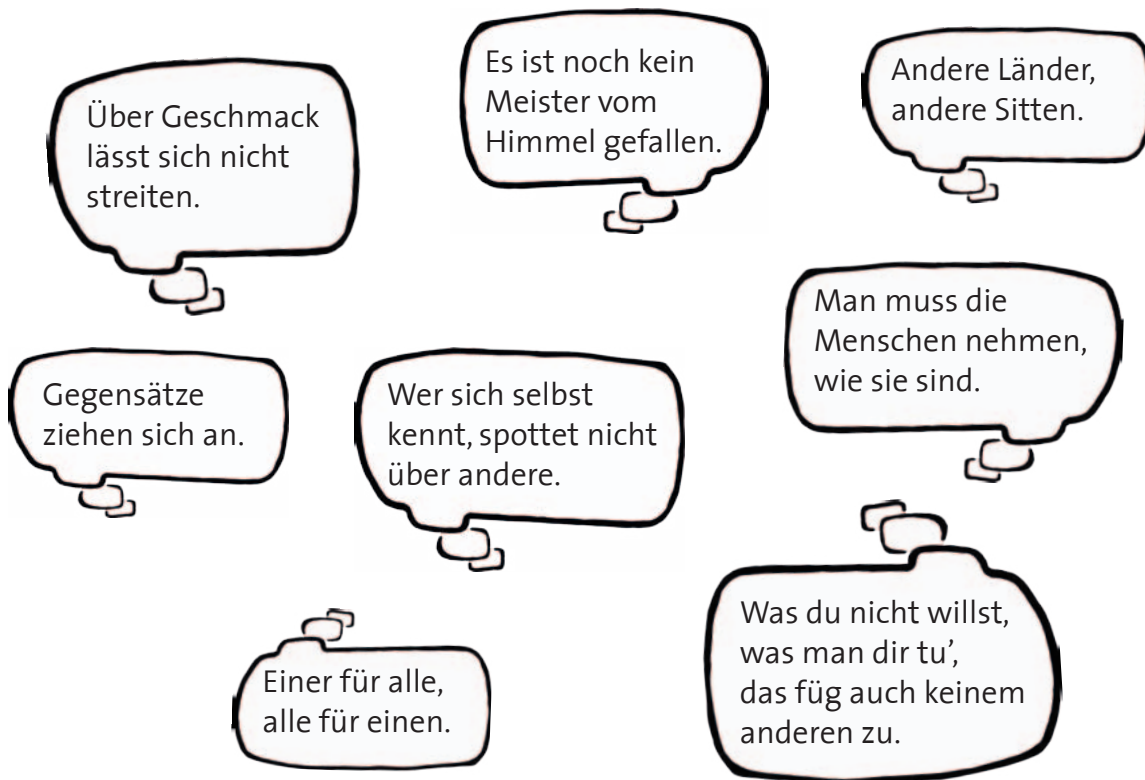 Über Geschmack
lässt sich nicht
streiten.
Es ist noch kein
Meister vom
Himmel gefallen.
Andere Länder,
andere Sitten.
Gegensätze
ziehen sich an.
Wer sich selbst
kennt, spottet nicht
über andere.
Man muss die
Menschen nehmen,
wie sie sind.
Einer für alle,
alle für einen.
Was du nicht willst,
was man dir tu’,
das füg auch keinem
anderen zu.